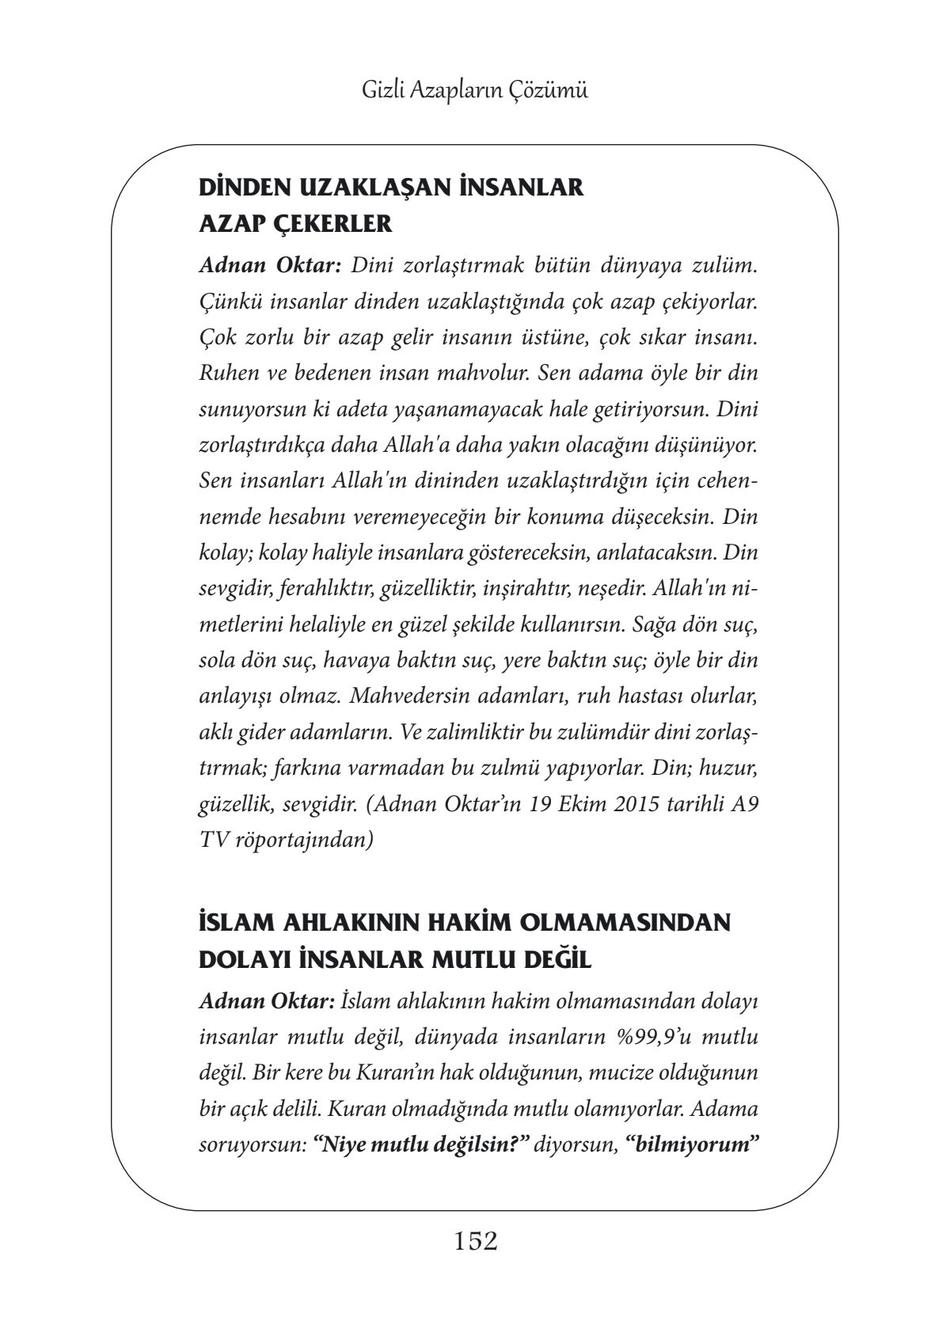 Gizli Azapların Çözümü
DİNDEN UZAKLAŞAN İNSANLAR
AZAP ÇEKERLER
Adnan Oktar: Dini zorlaştırmak bütün dünyaya zulüm.
Çünkü insanlar dinden uzaklaştığında çok azap çekiyorlar.
Çok zorlu bir azap gelir insanın üstüne, çok sıkar insanı.
Ruhen ve bedenen insan mahvolur. Sen adama öyle bir din
sunuyorsun ki adeta yaşanamayacak hale getiriyorsun. Dini
zorlaştırdıkça daha Allah'a daha yakın olacağını düşünüyor.
Sen insanları Allah'ın dininden uzaklaştırdığın için cehen-
nemde hesabını veremeyeceğin bir konuma düşeceksin. Din
kolay; kolay haliyle insanlara göstereceksin, anlatacaksın. Din
sevgidir, ferahlıktır, güzelliktir, inşirahtır, neşedir. Allah'ın ni-
metlerini helaliyle en güzel şekilde kullanırsın. Sağa dön suç,
sola dön suç, havaya baktın suç, yere baktın suç; öyle bir din
anlayışı olmaz. Mahvedersin adamları, ruh hastası olurlar,
aklı gider adamların. Ve zalimliktir bu zulümdür dini zorlaş-
tırmak; farkına varmadan bu zulmü yapıyorlar. Din; huzur,
güzellik, sevgidir. (Adnan Oktar’ın 19 Ekim 2015 tarihli A9
TV röportajından)
İSLAM AHLAKININ HAKİM OLMAMASINDAN
DOLAYI İNSANLAR MUTLU DEĞİL
Adnan Oktar: İslam ahlakının hakim olmamasından dolayı
insanlar mutlu değil, dünyada insanların %99,9’u mutlu
değil. Bir kere bu Kuran’ın hak olduğunun, mucize olduğunun
bir açık delili. Kuran olmadığında mutlu olamıyorlar. Adama
soruyorsun: “Niye mutlu değilsin?” diyorsun, “bilmiyorum”
152